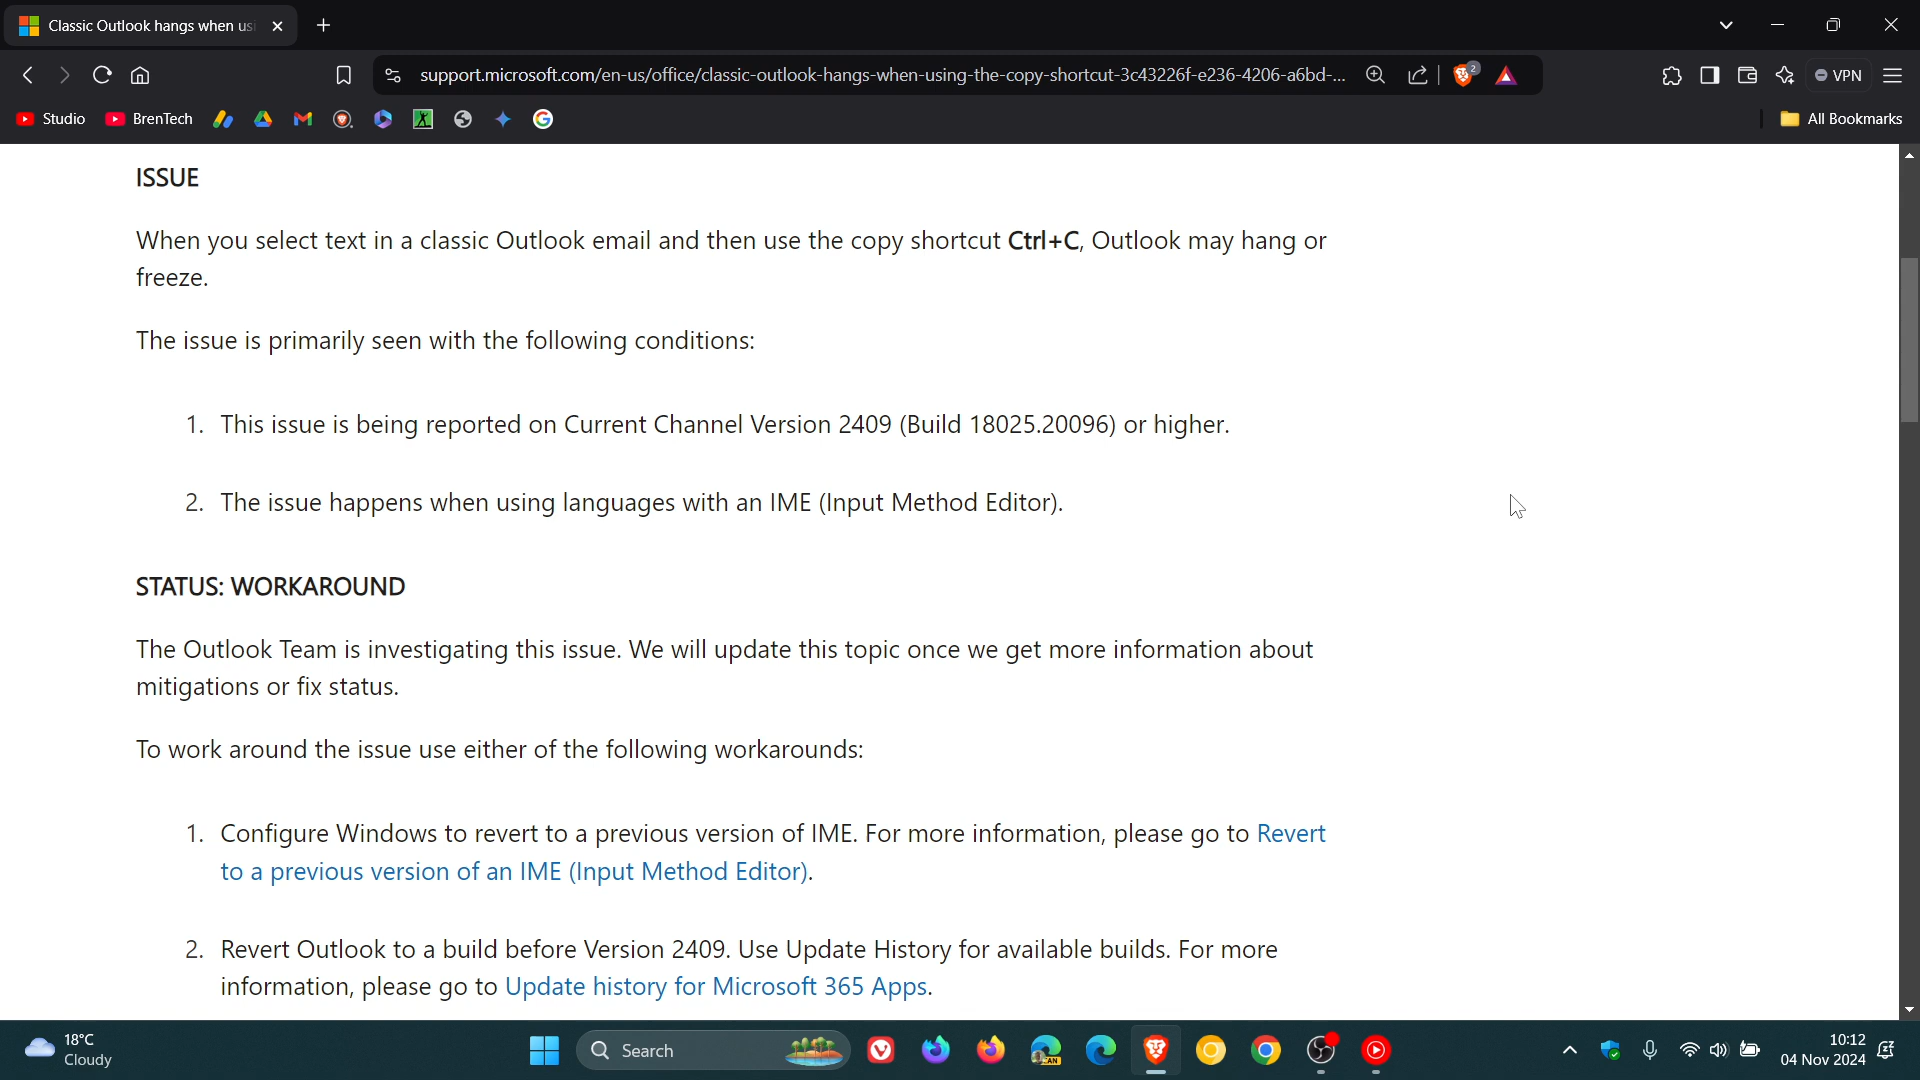 Classic Outlook hangs when us
support.microsoft.com/en-us/office/classic-outlook-hangs-when-using-the-copy-shortcut-3c43226f-e236-4206-a6bd-...
2
VPN
Studio
BrenTech
All Bookmarks
ISSUE
When you select text in a classic Outlook email and then use the copy shortcut Ctrl+C, Outlook may hang or
freeze.
The issue is primarily seen with the following conditions:
1. This issue is being reported on Current Channel Version 2409 (Build 18025.20096) or higher.
2. The issue happens when using languages with an IME (Input Method Editor).
STATUS: WORKAROUND
The Outlook Team is investigating this issue. We will update this topic once we get more information about
mitigations or fix status.
To work around the issue use either of the following workarounds:
1. Configure Windows to revert to a previous version of IME. For more information, please go to Revert
to a previous version of an IME (Input Method Editor).
2. Revert Outlook to a build before Version 2409. Use Update History for available builds. For more
information, please go to Update history for Microsoft 365 Apps.
18°C
Cloudy
Search
CAN
10:12
04 Nov 2024